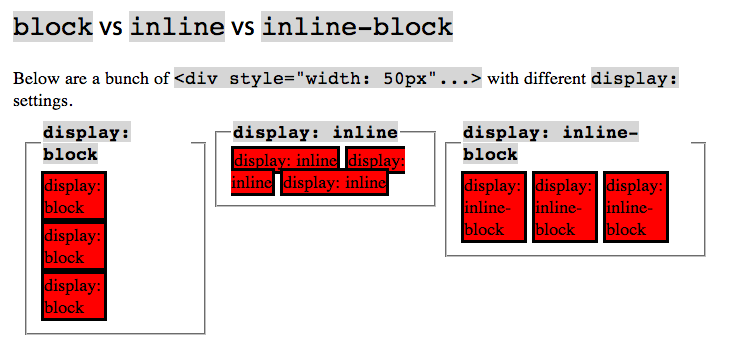 block vs inline vs inline-block
Below are a bunch of <div style="width: 50px"...> with different display:
settings.
display:
block
display:
block
display:
block
display:
block
display: inline
display: inline display:
inline display: inline
display: inline-
block
display: display: display:
inline- inline- inline-
block block block